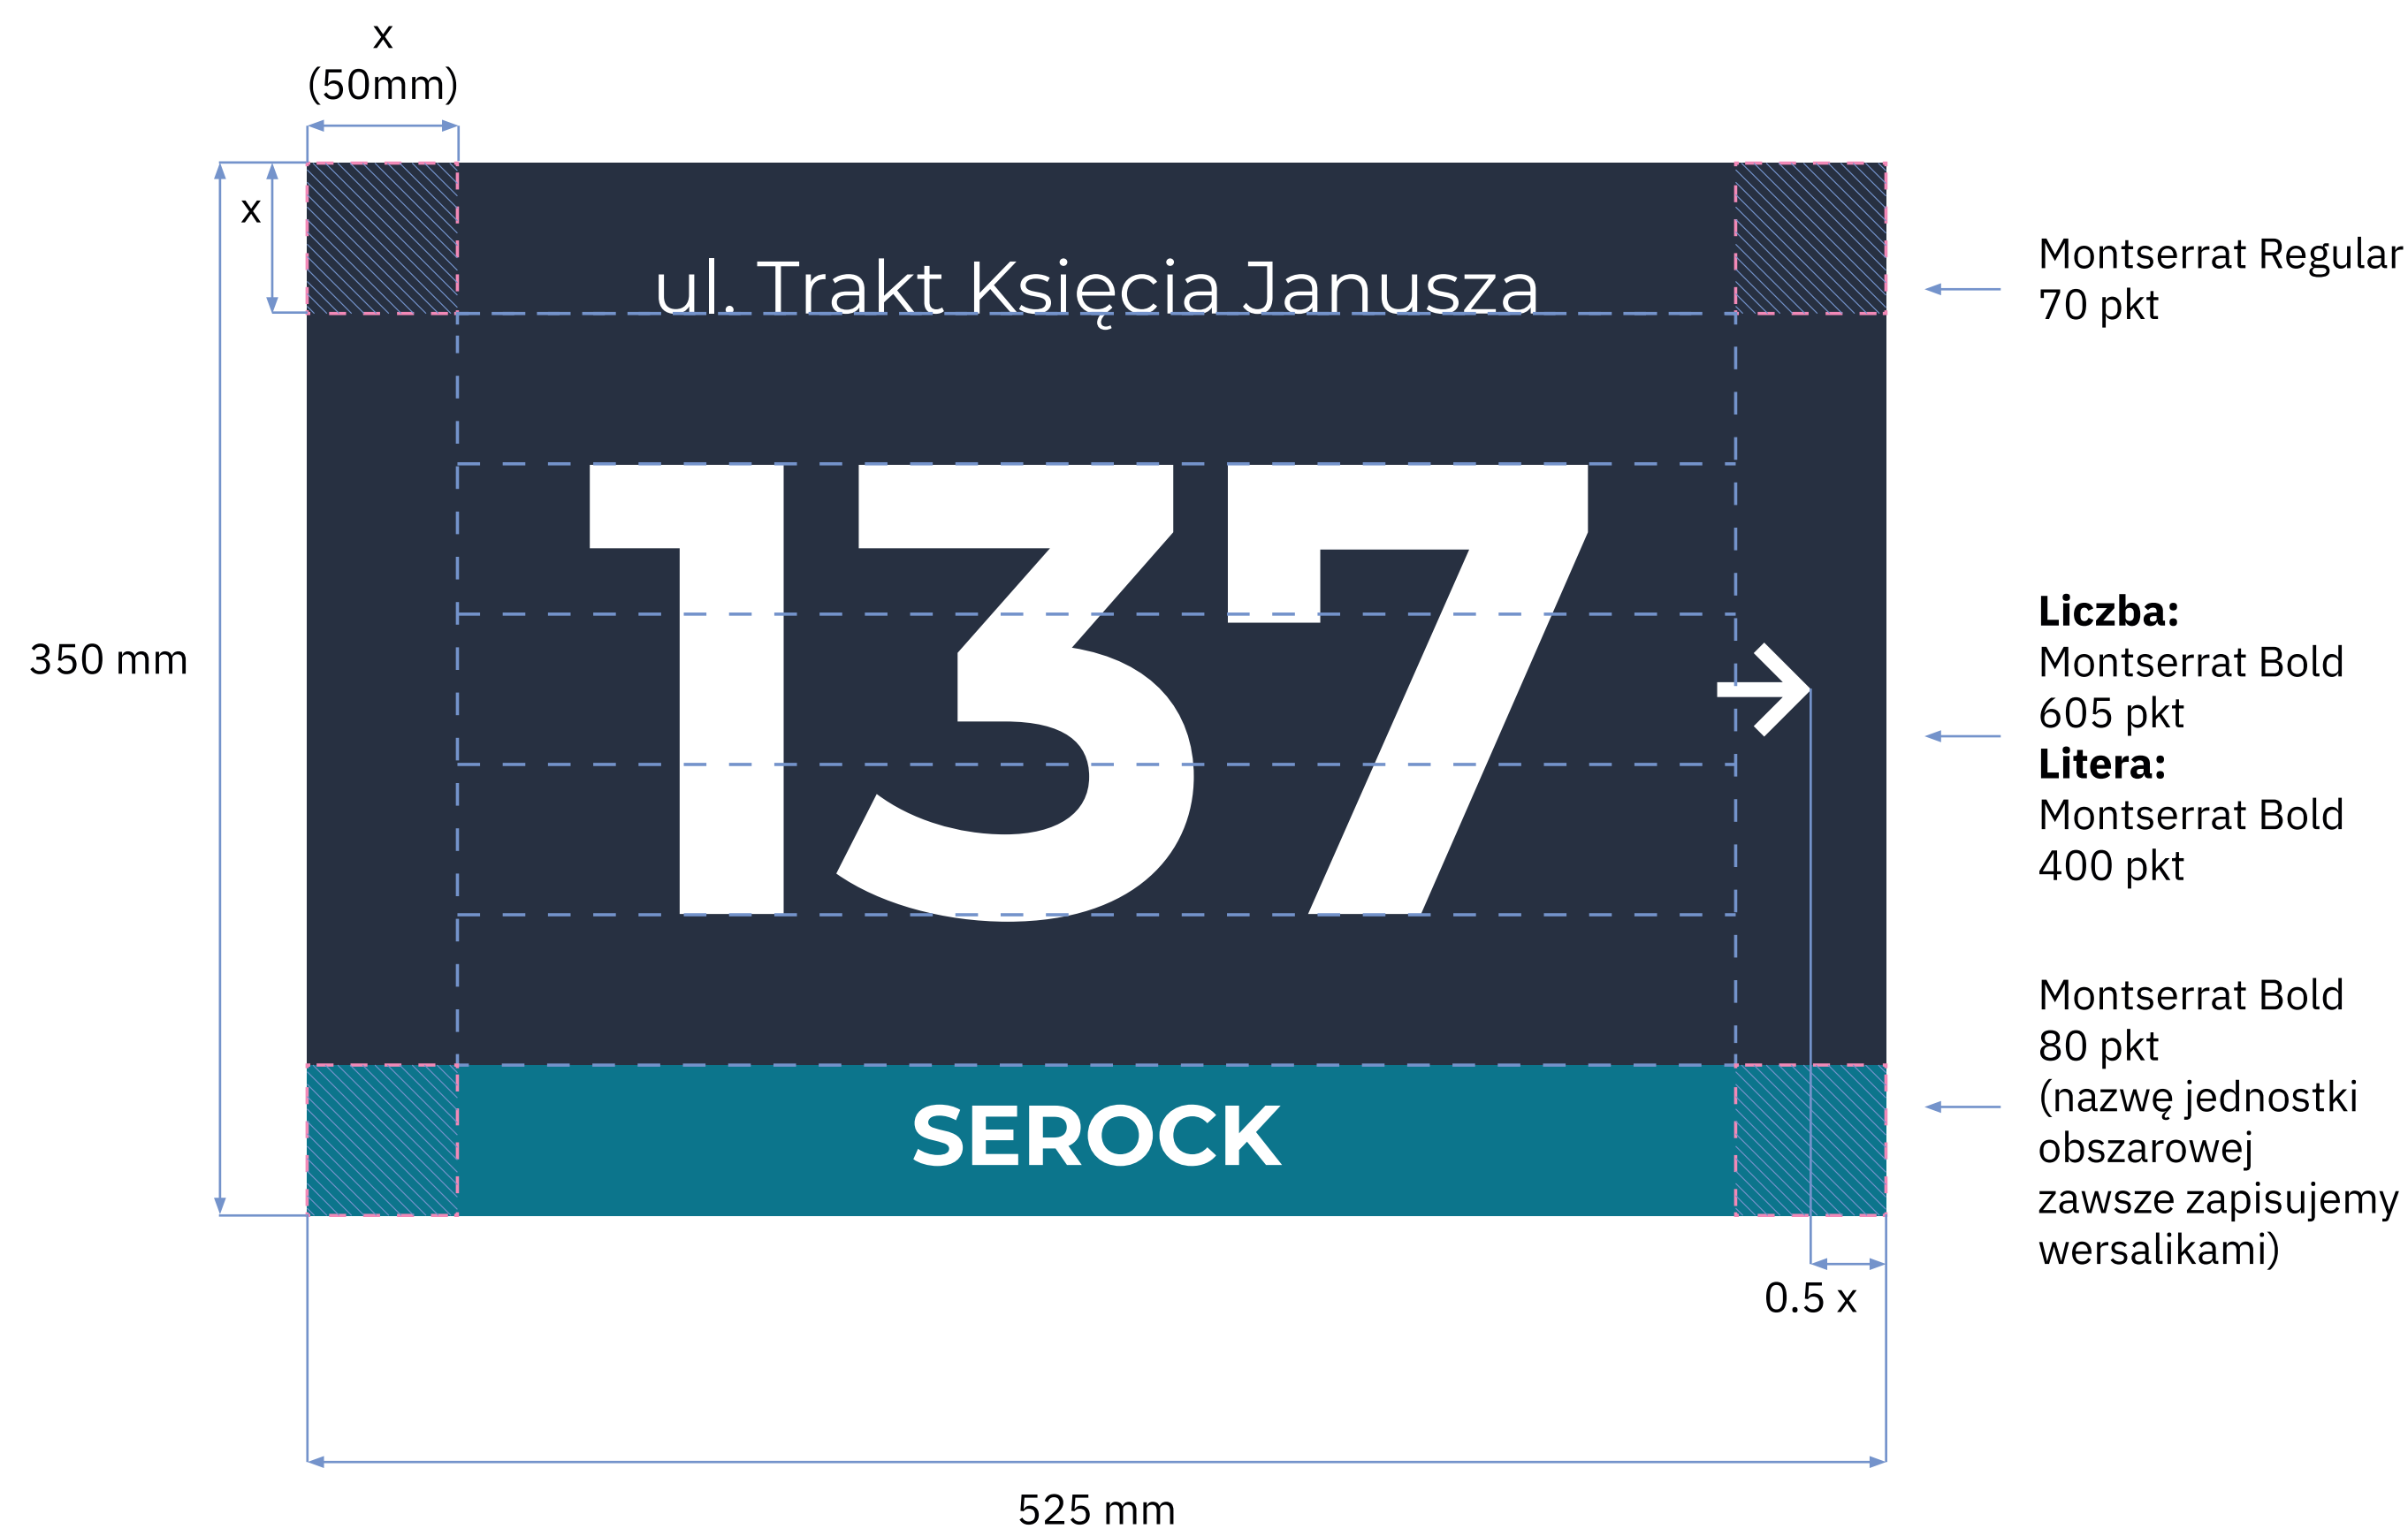 x
(50mm)
x
ul. Trakt Księcia Janusza
Montserrat Regular
70 pkt
137
350 mm
Liczba:
Montserrat Bold
605 pkt
Litera:
Montserrat Bold
400 pkt
SEROCK
Montserrat Bold
80 pkt
(nazwę jednostki
obszarowej
zawsze zapisujemy
wersalikami)
0.5 x
525 mm